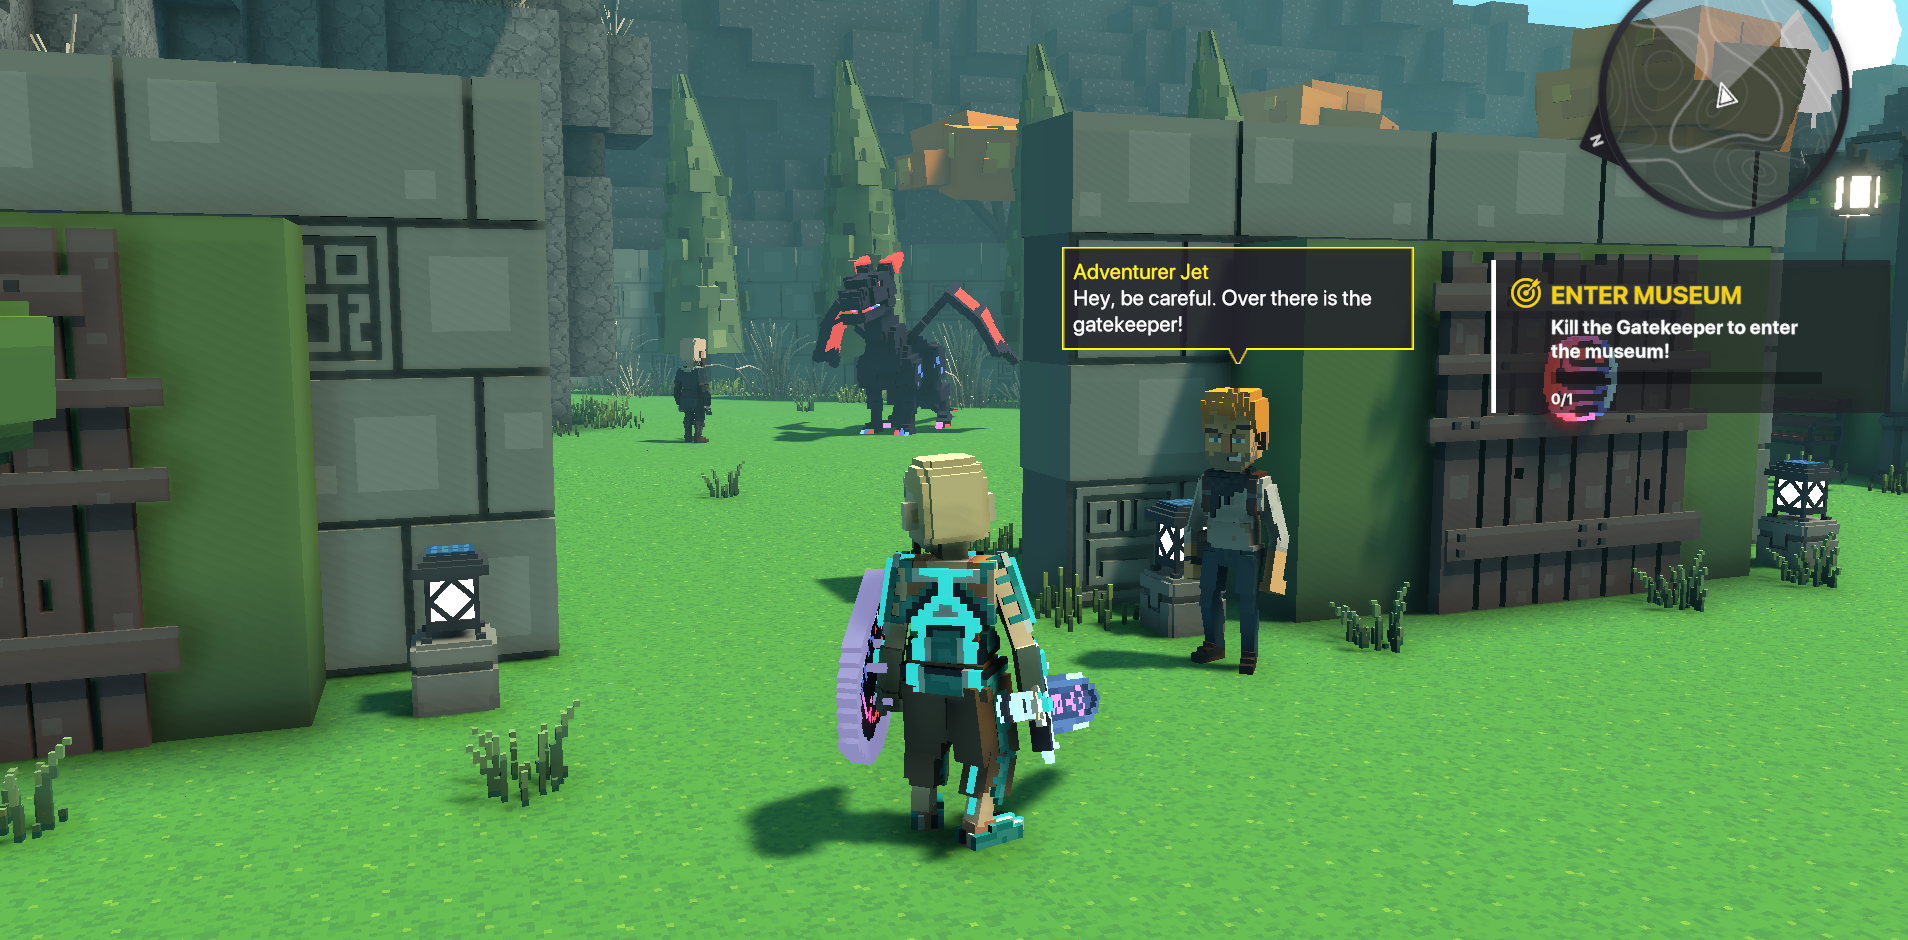 N
Adventurer Jet
Hey, be careful. Over there is the
gatekeeper!
ENTER MUSEUM
Kill the Gatekeeper to enter
the museum!
0/1